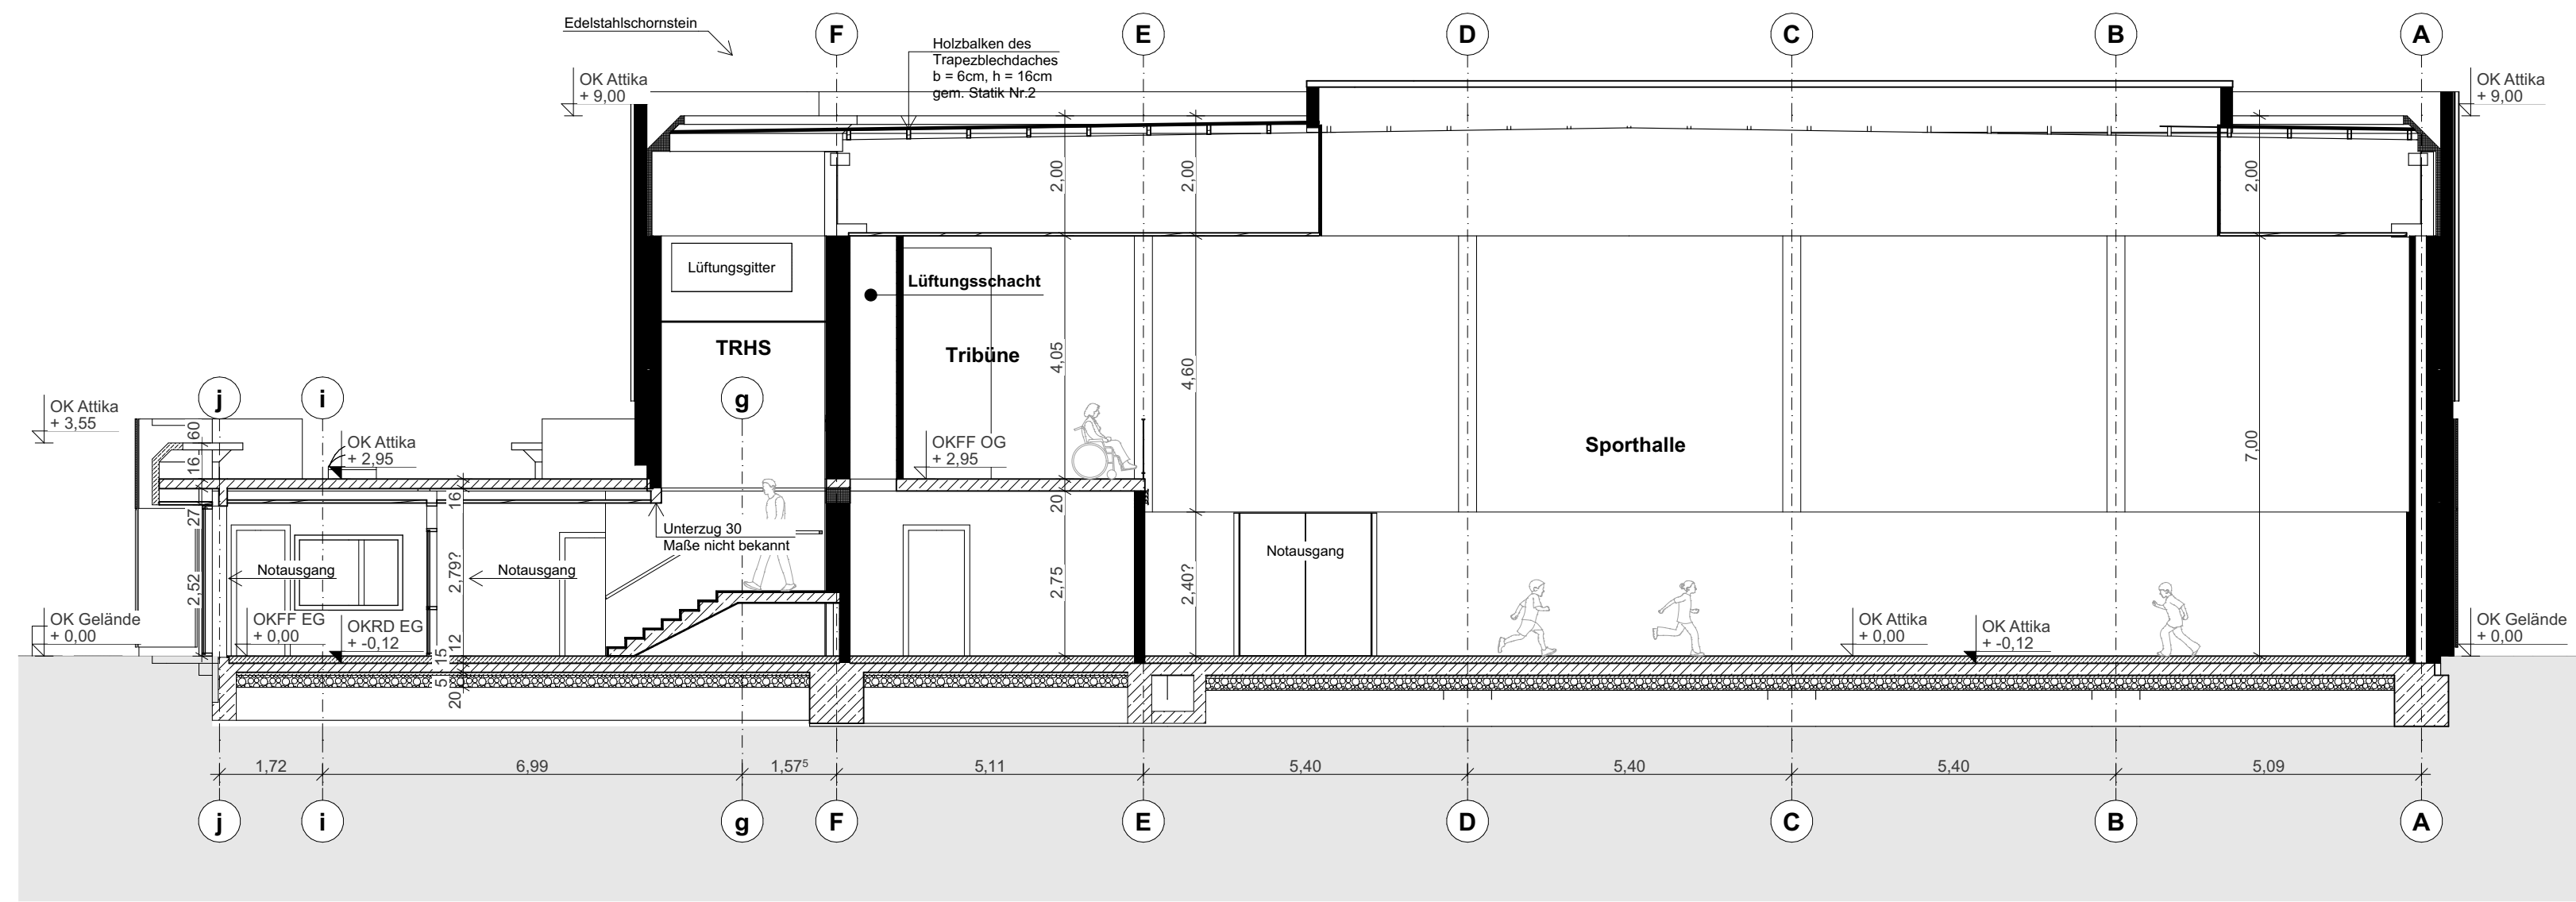 Edelstahlschornstein
F
E
D
C
B
A
Holzbalken des
Trapezblechdaches
b = 6cm, h = 16cm
gem. Statik Nr.2
OK Attika
+ 9,00
OK Attika
+ 9,00
2,00
2,00
2,00
Lüftungsgitter
Lüftungsschacht
TRHS
Tribüne
4,05
4,60
j
i
g
OK Attika
+ 3,55
60
16
OK Attika
+ 2,95
OKFF OG
+ 2,95
Sporthalle
7,00
16
27
20
Unterzug 30
Maße nicht bekannt
Notausgang
Notausgang
Notausgang
2,52
2,79?
2,75
2,40?
OK Gelände
+ 0,00
OKFF EG
+ 0,00
OKRD EG
+ -0,12
12
15
5
20
OK Attika
+ 0,00
OK Attika
+ -0,12
OK Gelände
+ 0,00
1,72
6,99
1,57⁵
5,11
5,40
5,40
5,40
5,09
j
i
g
F
E
D
C
B
A